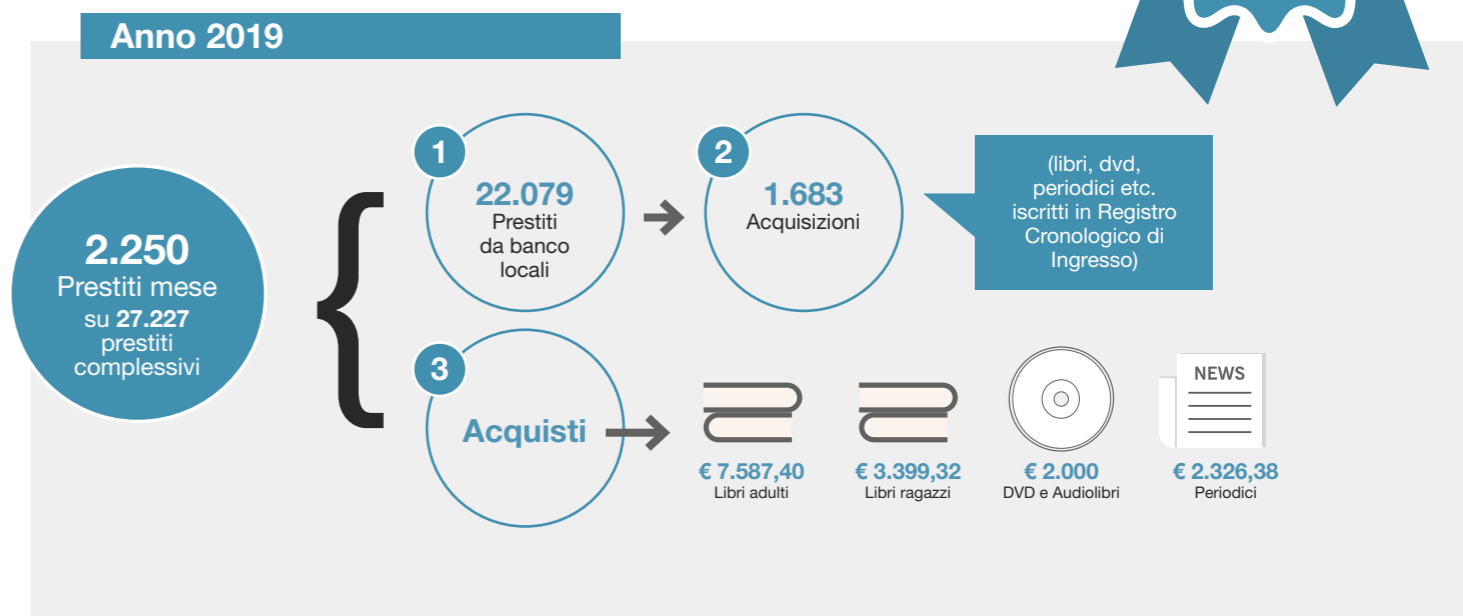 Anno 2019
2.250
Prestiti mese
su 27.227
prestiti
complessivi
1
22.079
Prestiti
da banco
locali
2
1.683
Acquisizioni
(libri, dvd,
periodici etc.
iscritti in Registro
Cronologico di
Ingresso)
3
Acquisti
€ 7.587,40
Libri adulti
€ 3.399,32
Libri ragazzi
€ 2.000
DVD e Audiolibri
NEWS
€ 2.326,38
Periodici